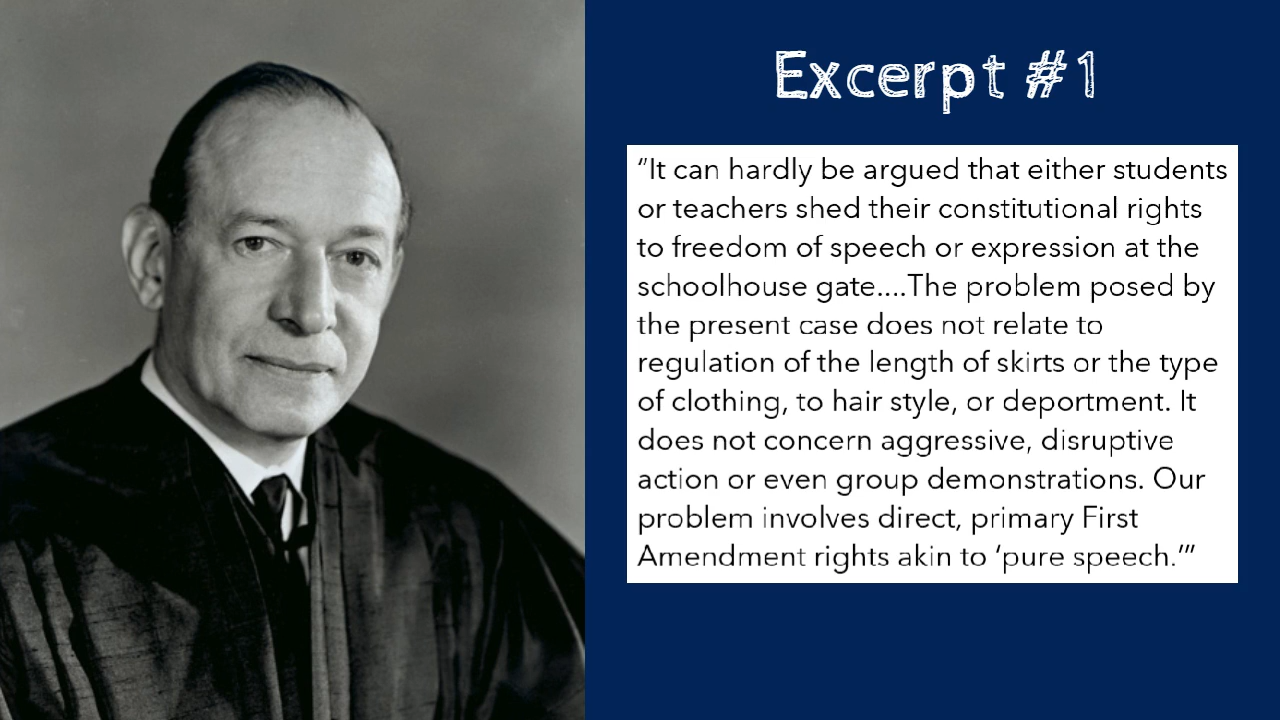 Excerpt #1
“It can hardly be argued that either students
or teachers shed their constitutional rights
to freedom of speech or expression at the
schoolhouse gate....The problem posed by
the present case does not relate to
regulation of the length of skirts or the type
of clothing, to hair style, or deportment. It
does not concern aggressive, disruptive
action or even group demonstrations. Our
problem involves direct, primary First
Amendment rights akin to ‘pure speech.’”